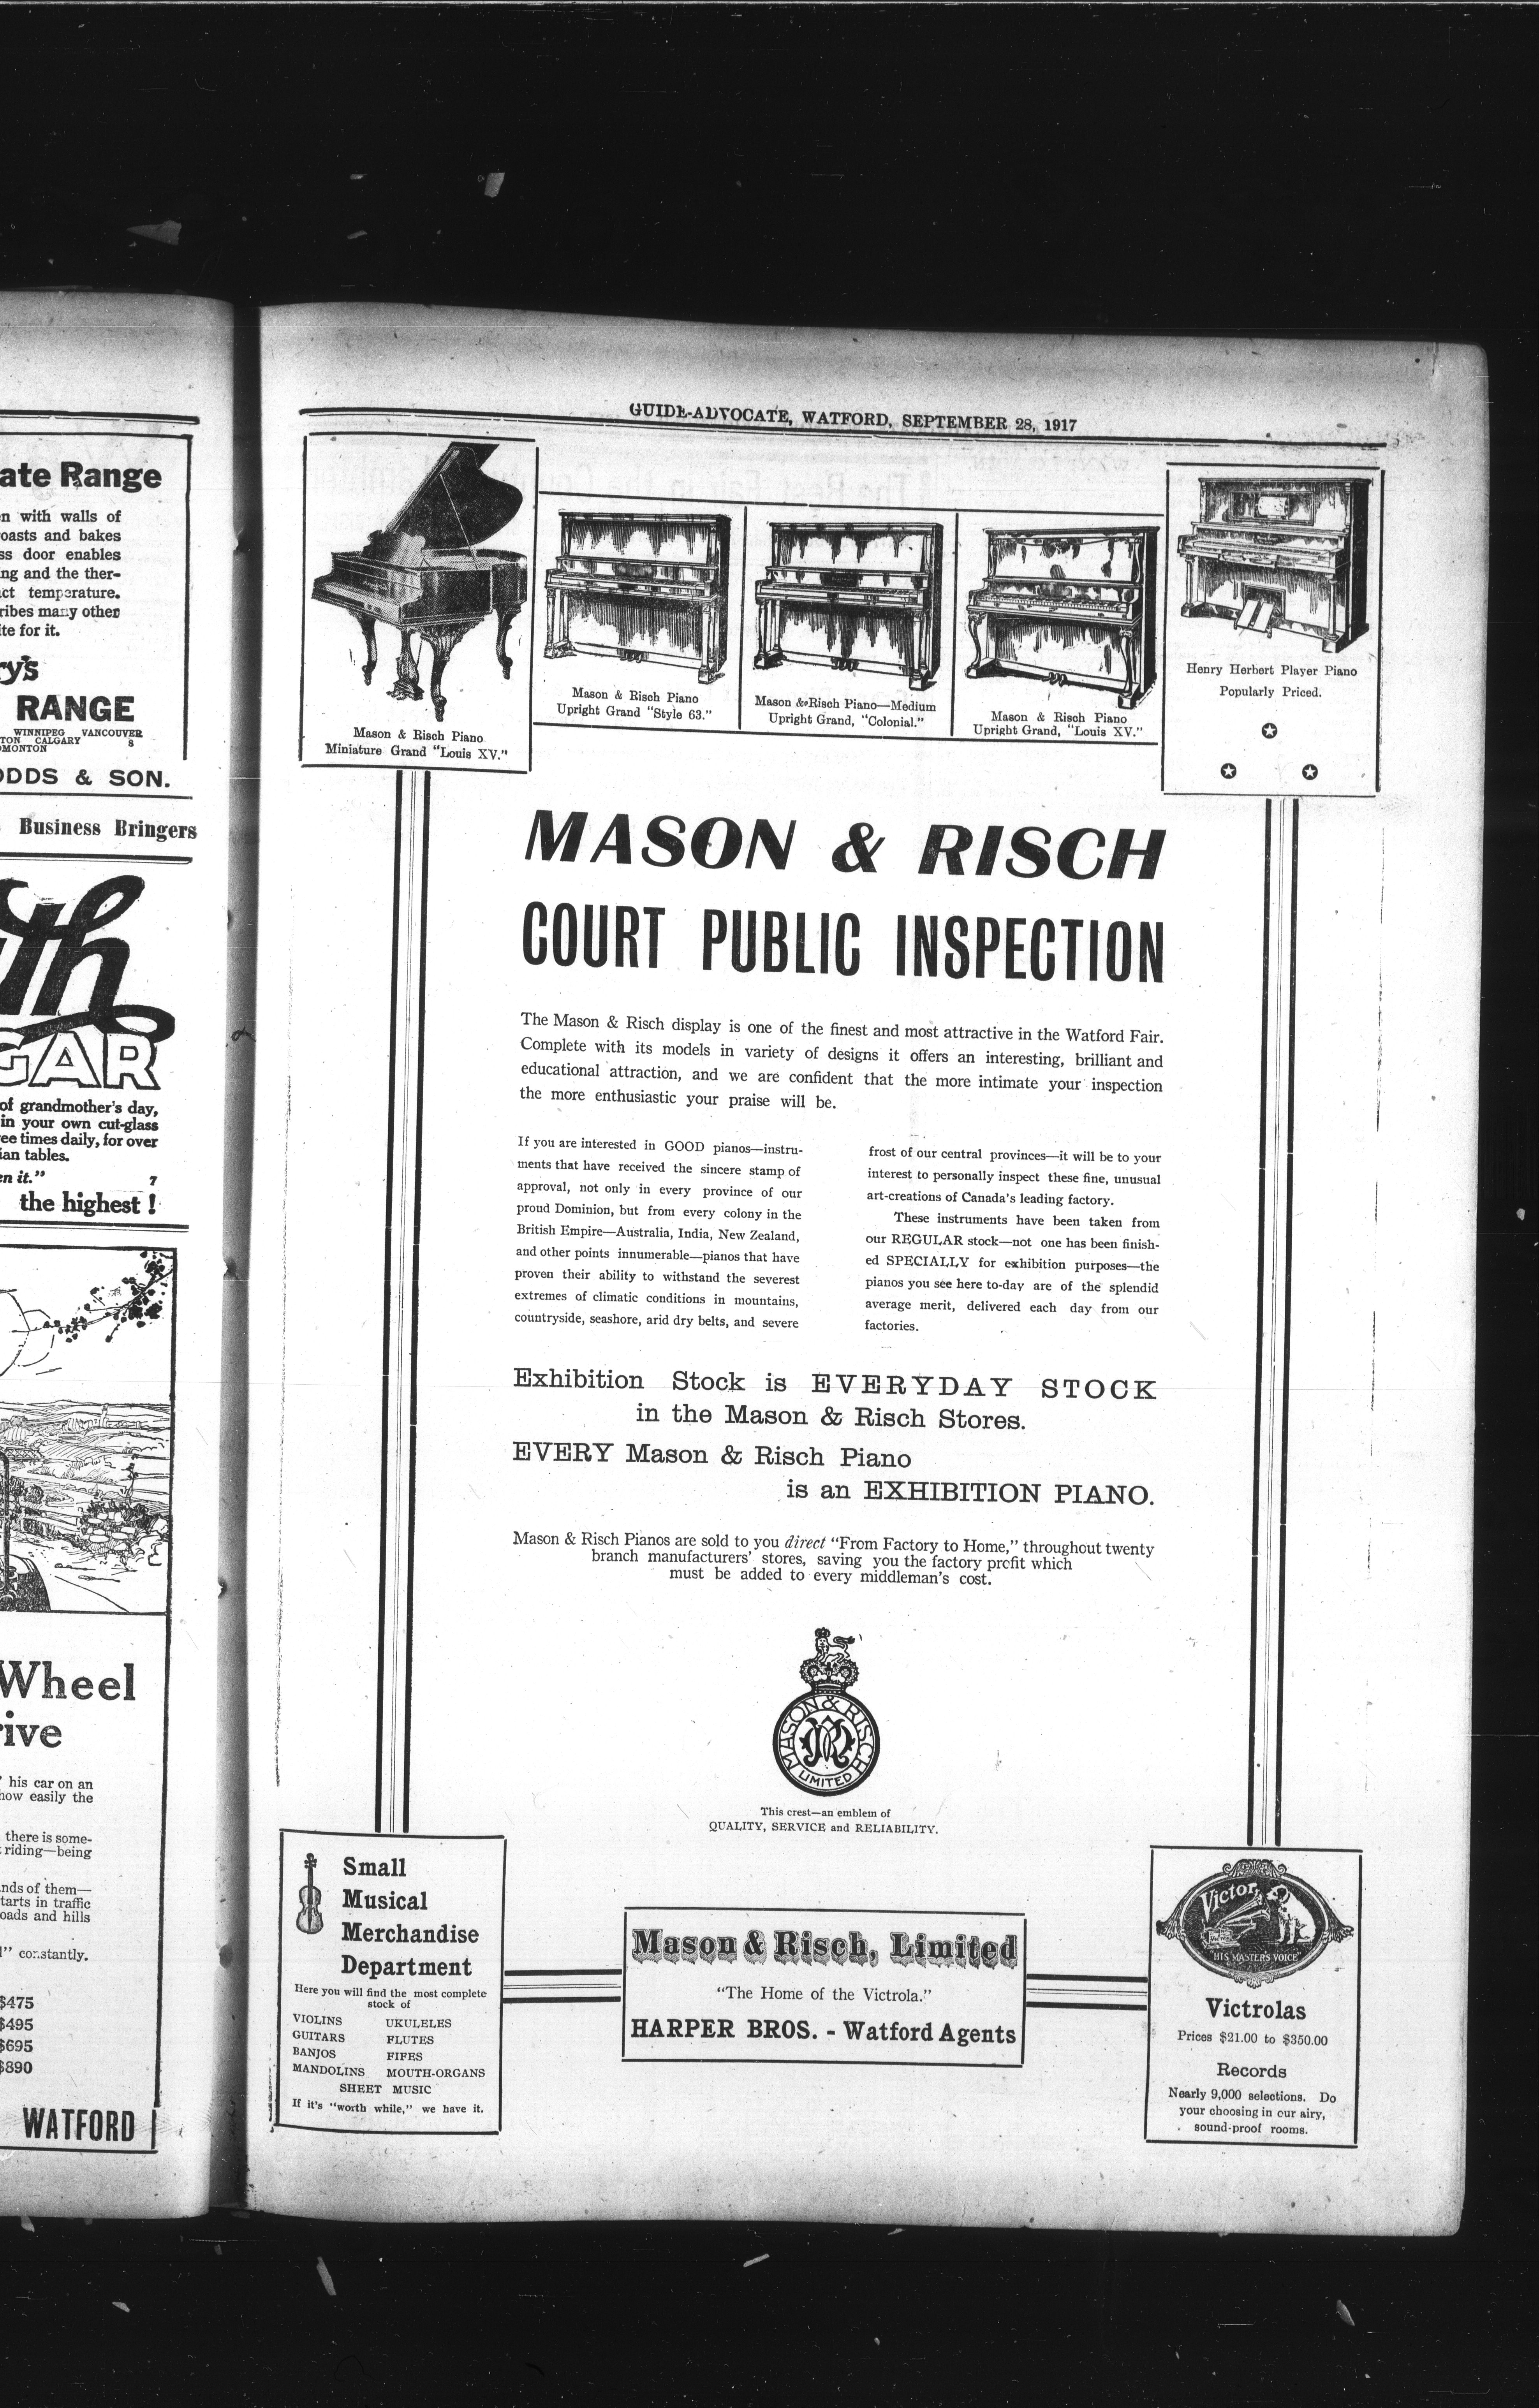 ate Range
n with walls of
oasts and bakes
ss door enables
ng and the ther-
ct temperature.
ribes many other
ite for it.
ry's
RANGE
WINNIPEG VANCOUVER
TON CALGARY 8
MONTON
ODDS & SON.
Business Bringers
th
GAR
of grandmother's day,
in your own cut-glass
ee times daily, for over
ian tables.
en it." 7
the highest!
Wheel
rive
his car on an
how easily the
there is some-
riding—being
nds of them—
tarts in traffic
oads and hills
" constantly.
$475
$495
$695
$890
WATFORD
GUIDE-ADVOCATE, WATFORD, SEPTEMBER 28, 1917
Mason & Risch Piano
Miniature Grand "Louis XV."
Mason & Risch Piano
Upright Grand "Style 63."
Mason & Risch Piano—Medium
Upright Grand, "Colonial."
Mason & Risch Piano
Upright Grand, "Louis XV."
Henry Herbert Player Piano
Popularly Priced.
MASON & RISCH
COURT PUBLIC INSPECTION
The Mason & Risch display is one of the finest and most attractive in the Watford Fair.
Complete with its models in variety of designs it offers an interesting, brilliant and
educational attraction, and we are confident that the more intimate your inspection
the more enthusiastic your praise will be.
If you are interested in GOOD pianos—instru-
ments that have received the sincere stamp of
approval, not only in every province of our
proud Dominion, but from every colony in the
British Empire—Australia, India, New Zealand,
and other points innumerable—pianos that have
proven their ability to withstand the severest
extremes of climatic conditions in mountains,
countryside, seashore, arid dry belts, and severe
frost of our central provinces—it will be to your
interest to personally inspect these fine, unusual
art-creations of Canada's leading factory.
These instruments have been taken from
our REGULAR stock—not one has been finish-
ed SPECIALLY for exhibition purposes—the
pianos you see here to-day are of the splendid
average merit, delivered each day from our
factories.
Exhibition Stock is EVERYDAY STOCK
in the Mason & Risch Stores.
EVERY Mason & Risch Piano
is an EXHIBITION PIANO.
Mason & Risch Pianos are sold to you direct "From Factory to Home," throughout twenty
branch manufacturers' stores, saving you the factory profit which
must be added to every middleman's cost.
MASON & RISCH
MR
LIMITED
This crest—an emblem of
QUALITY, SERVICE and RELIABILITY.
Small
Musical
Merchandise
Department
Here you will find the most complete
stock of
VIOLINS UKULELES
GUITARS FLUTES
BANJOS FIFES
MANDOLINS MOUTH-ORGANS
SHEET MUSIC
If it's "worth while," we have it.
Mason & Risch, Limited
"The Home of the Victrola."
HARPER BROS. - Watford Agents
Victor
"HIS MASTER'S VOICE"
Victrolas
Prices $21.00 to $350.00
Records
Nearly 9,000 selections. Do
your choosing in our airy,
sound-proof rooms.